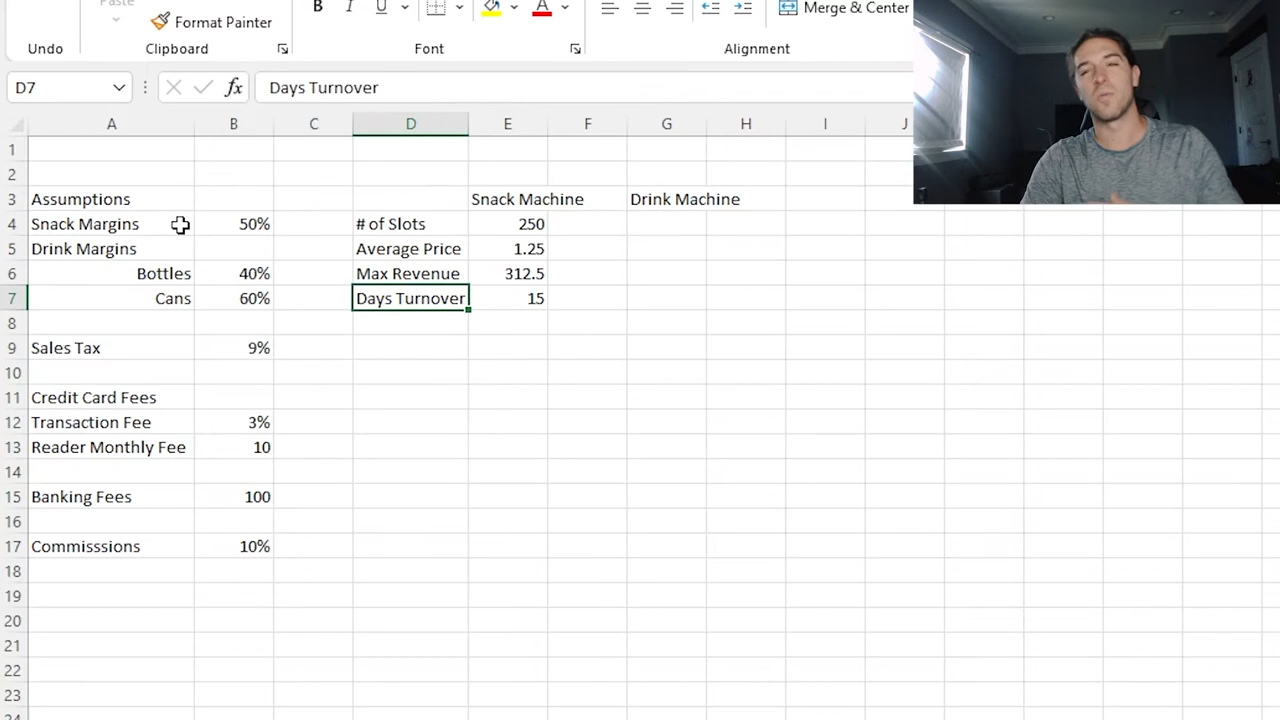 Paste
Format Painter
B I U A
Merge & Center
Undo Clipboard Font Alignment
D7 fx Days Turnover
A B C D E F G H I J
1
2
3 Assumptions Snack Machine Drink Machine
4 Snack Margins 50% # of Slots 250
5 Drink Margins Average Price 1.25
6 Bottles 40% Max Revenue 312.5
7 Cans 60% Days Turnover 15
8
9 Sales Tax 9%
10
11 Credit Card Fees
12 Transaction Fee 3%
13 Reader Monthly Fee 10
14
15 Banking Fees 100
16
17 Commisssions 10%
18
19
20
21
22
23
24